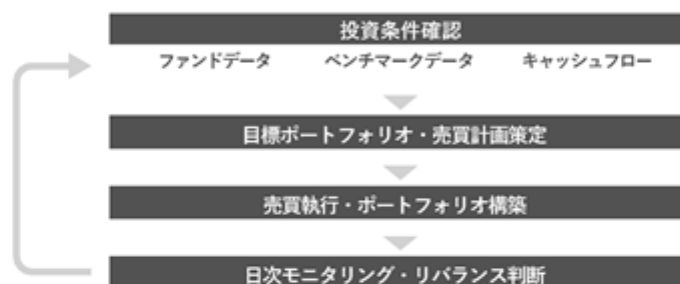 投資条件確認
ファンドデータ ベンチマークデータ キャッシュフロー
目標ポートフォリオ・売買計画策定
売買執行・ポートフォリオ構築
日次モニタリング・リバランス判断